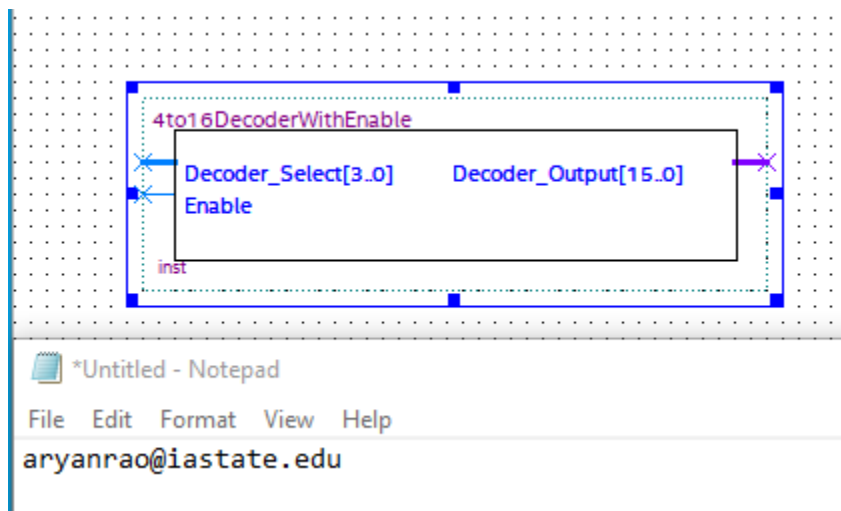 4to16DecoderWithEnable
Decoder_Select[3..0] Decoder_Output[15..0]
Enable
inst
*Untitled - Notepad
File Edit Format View Help
aryanrao@iastate.edu